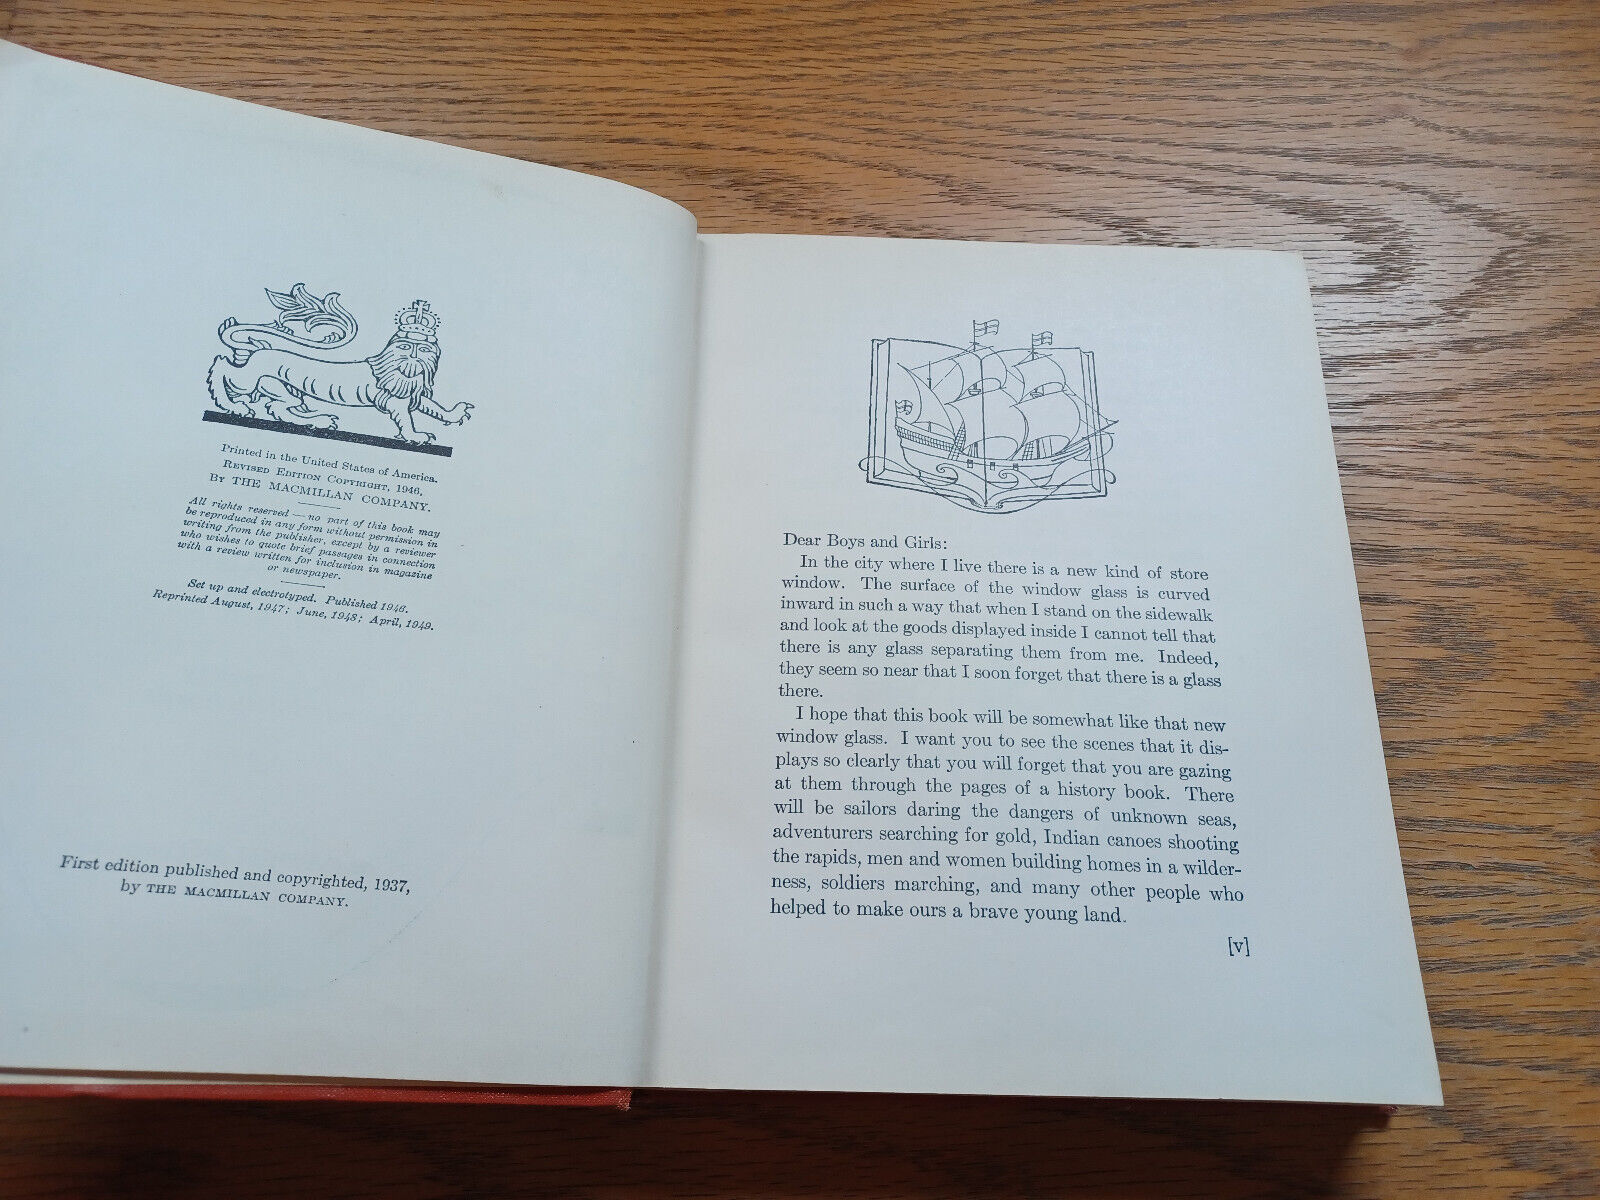 Printed in the United States of America.
Revised Edition Copyright, 1946,
By THE MACMILLAN COMPANY.
All rights reserved — no part of this book may
be reproduced in any form without permission in
writing from the publisher, except by a reviewer
who wishes to quote brief passages in connection
with a review written for inclusion in magazine
or newspaper.
Set up and electrotyped. Published 1946.
Reprinted August, 1947; June, 1948; April, 1949.
First edition published and copyrighted, 1937,
by THE MACMILLAN COMPANY.
Dear Boys and Girls:
In the city where I live there is a new kind of store
window. The surface of the window glass is curved
inward in such a way that when I stand on the sidewalk
and look at the goods displayed inside I cannot tell that
there is any glass separating them from me. Indeed,
they seem so near that I soon forget that there is a glass
there.
I hope that this book will be somewhat like that new
window glass. I want you to see the scenes that it dis-
plays so clearly that you will forget that you are gazing
at them through the pages of a history book. There
will be sailors daring the dangers of unknown seas,
adventurers searching for gold, Indian canoes shooting
the rapids, men and women building homes in a wilder-
ness, soldiers marching, and many other people who
helped to make ours a brave young land.
[v]